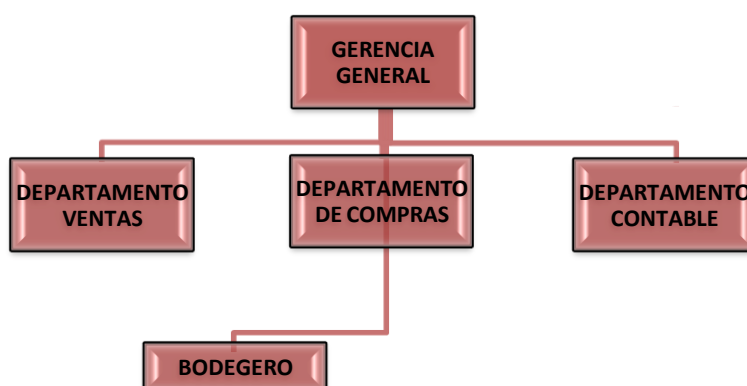 GERENCIA
GENERAL
DEPARTAMENTO
VENTAS
DEPARTAMENTO
DE COMPRAS
DEPARTAMENTO
CONTABLE
BODEGERO